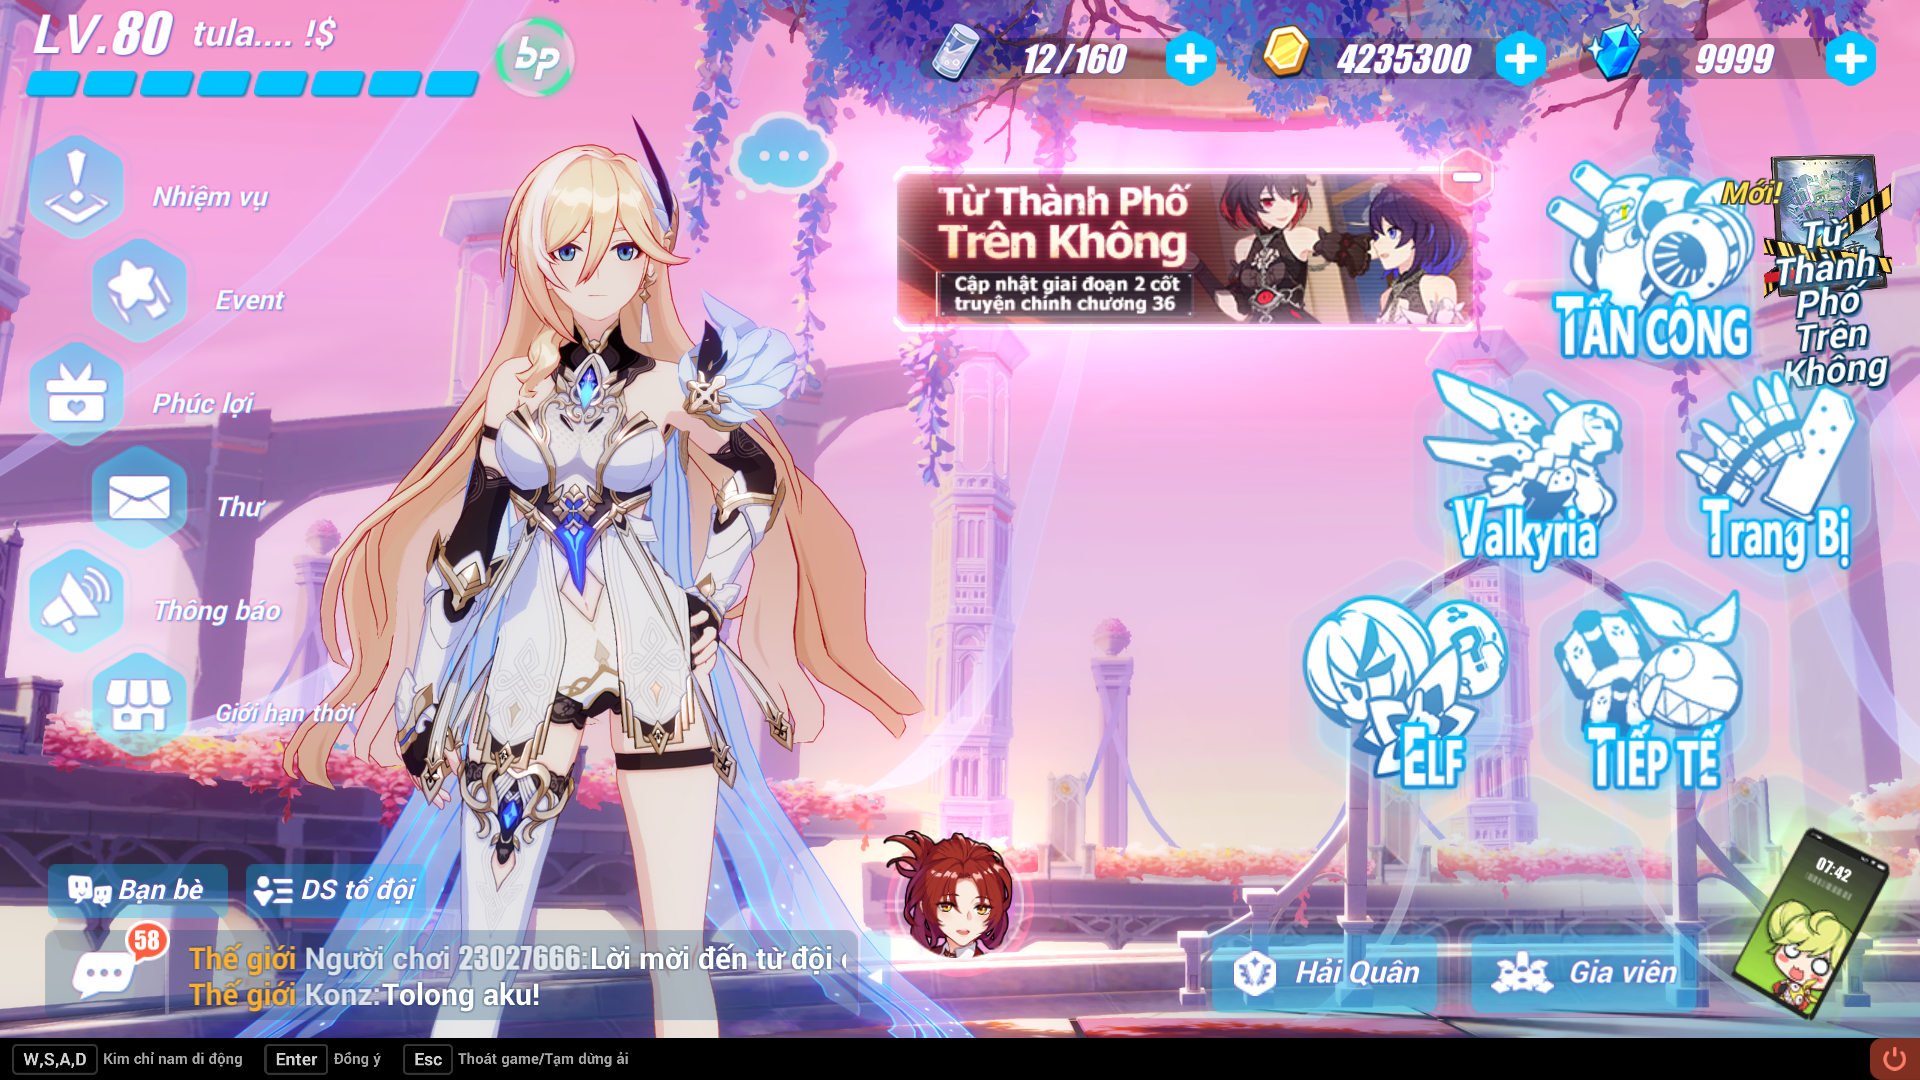 LV.80 tula.... !$
bp
12/160
4235300
9999
Nhiệm vụ
Event
Phúc lợi
Thư
Thông báo
Giới hạn thời
Từ Thành Phố
Trên Không
Cập nhật giai đoạn 2 cốt
truyện chính chương 36
TẤN CÔNG
Mới!
Từ
Thành
Phố
Trên
Không
Valkyria
Trang Bị
ELF
TIẾP TẾ
07:42
Bạn bè
DS tổ đội
58
Thế giới Người chơi 23027666:Lời mời đến từ đội
Thế giới Konz:Tolong aku!
Hải Quân
Gia viên
W,S,A,D Kim chỉ nam di động Enter Đồng ý Esc Thoát game/Tạm dừng ải